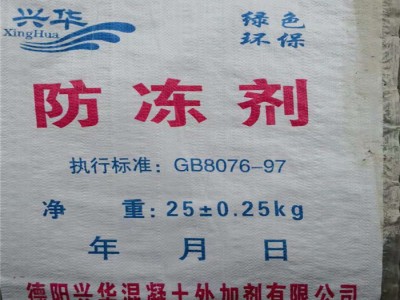 兴华 绿色
XingHua 环保
防冻剂
执行标准：GB8076-97
净 重：25±0.25kg
年 月 日
德阳兴华混凝土外加剂有限公司